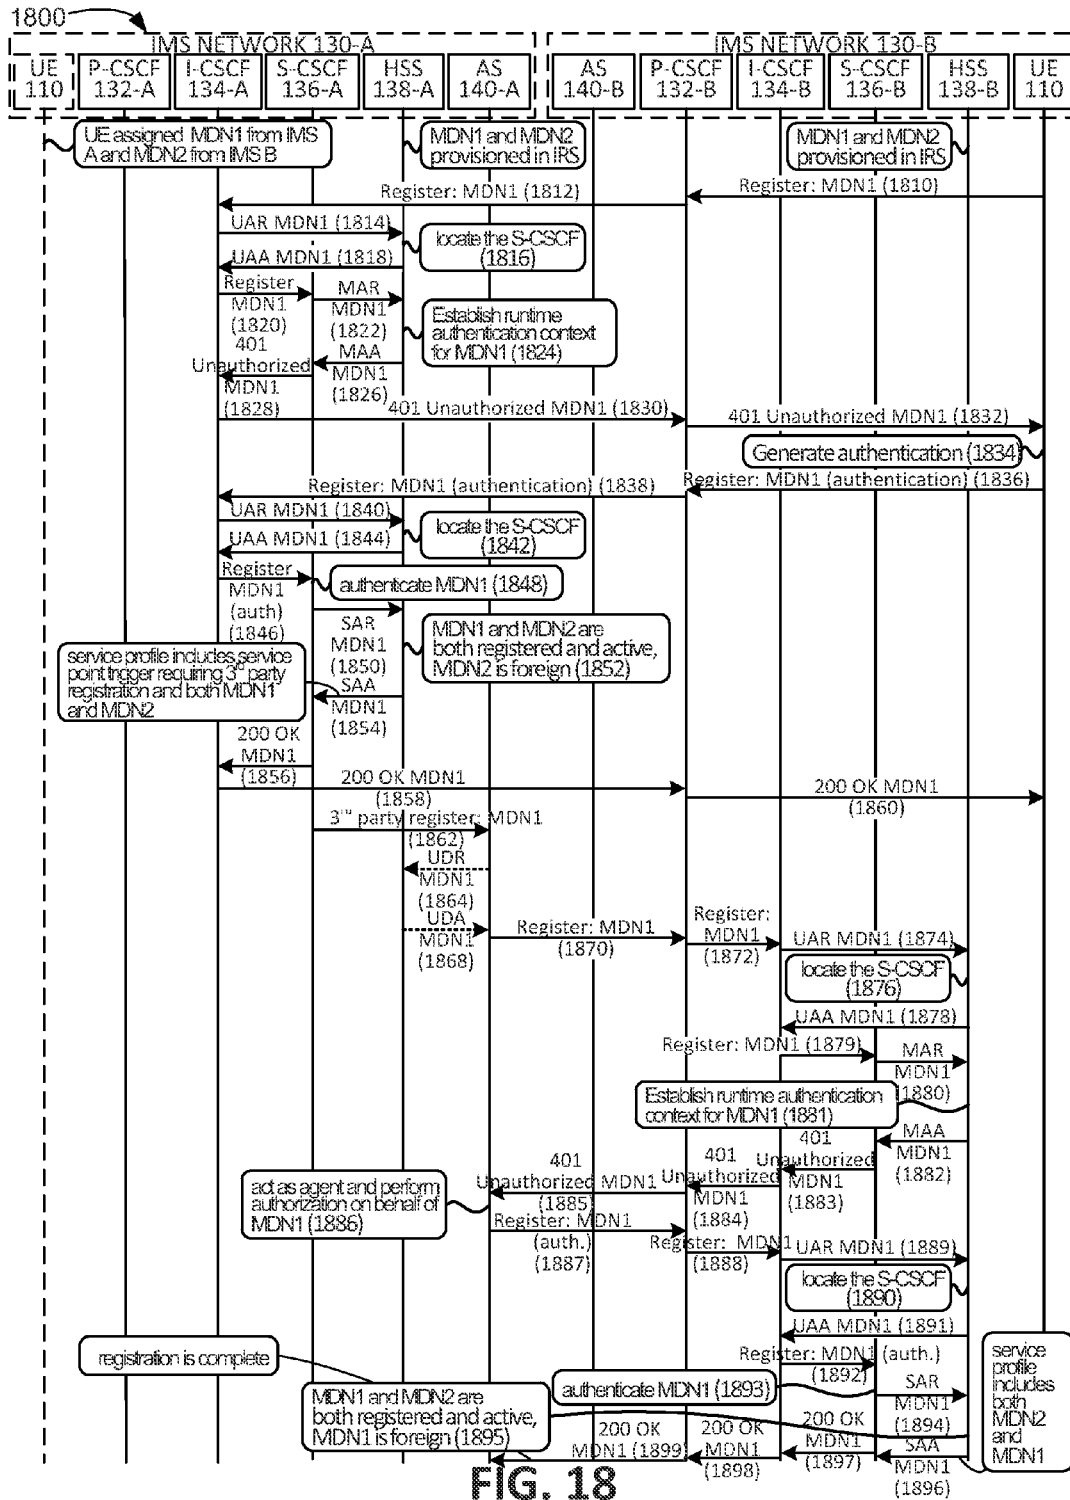 1800
IMS NETWORK 130-A
IMS NETWORK 130-B
UE
110
P-CSCF
132-A
I-CSCF
134-A
S-CSCF
136-A
HSS
138-A
AS
140-A
AS
140-B
P-CSCF
132-B
I-CSCF
134-B
S-CSCF
136-B
HSS
138-B
UE
110
UE assigned MDN1 from IMS
A and MDN2 from IMS B
MDN1 and MDN2
provisioned in IRS
MDN1 and MDN2
provisioned in IRS
Register: MDN1 (1810)
Register: MDN1 (1812)
UAR MDN1 (1814)
locate the S-CSCF
(1816)
UAA MDN1 (1818)
Register
MDN1
(1820)
MAR
MDN1
(1822)
Establish runtime
authentication context
for MDN1 (1824)
MAA
MDN1
(1826)
401
Unauthorized
MDN1
(1828)
401 Unauthorized MDN1 (1830)
401 Unauthorized MDN1 (1832)
Generate authentication (1834)
Register: MDN1 (authentication) (1836)
Register: MDN1 (authentication) (1838)
UAR MDN1 (1840)
locate the S-CSCF
(1842)
UAA MDN1 (1844)
Register
MDN1
(auth)
(1846)
authenticate MDN1 (1848)
SAR
MDN1
(1850)
MDN1 and MDN2 are
both registered and active,
MDN2 is foreign (1852)
service profile includes service
point trigger requiring 3rd party
registration and both MDN1
and MDN2
SAA
MDN1
(1854)
200 OK
MDN1
(1856)
200 OK MDN1
(1858)
200 OK MDN1
(1860)
3rd party register: MDN1
(1862)
UDR
MDN1
(1864)
UDA
MDN1
(1868)
Register: MDN1
(1870)
Register:
MDN1
(1872)
UAR MDN1 (1874)
locate the S-CSCF
(1876)
UAA MDN1 (1878)
Register: MDN1 (1879)
MAR
MDN1
(1880)
Establish runtime authentication
context for MDN1 (1881)
MAA
MDN1
(1882)
401
Unauthorized
MDN1
(1883)
401
Unauthorized
MDN1
(1884)
401
Unauthorized MDN1
(1885)
act as agent and perform
authorization on behalf of
MDN1 (1886)
Register: MDN1
(auth.)
(1887)
Register: MDN1
(1888)
UAR MDN1 (1889)
locate the S-CSCF
(1890)
UAA MDN1 (1891)
Register: MDN1 (auth.)
(1892)
authenticate MDN1 (1893)
SAR
MDN1
(1894)
registration is complete
MDN1 and MDN2 are
both registered and active,
MDN1 is foreign (1895)
service
profile
includes
both
MDN2
and
MDN1
SAA
MDN1
(1896)
200 OK
MDN1
(1897)
200 OK
MDN1
(1898)
200 OK
MDN1 (1899)
FIG. 18